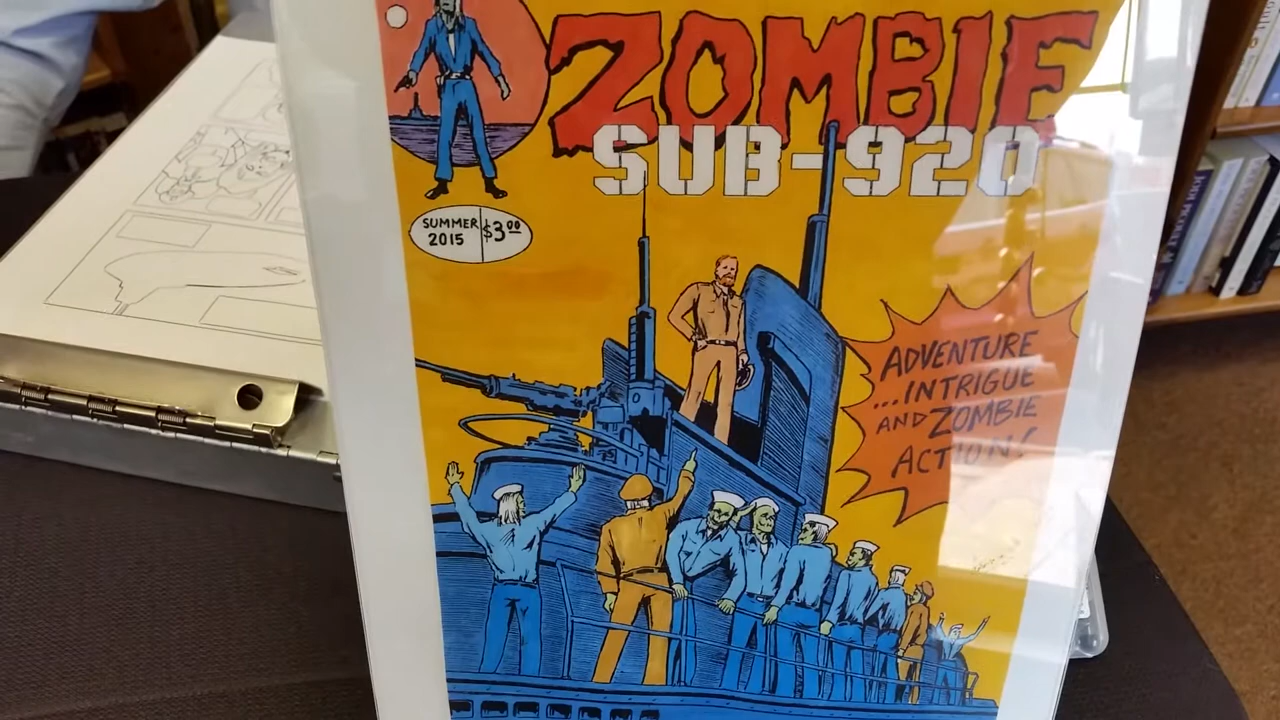 ZOMBIE
SUB-920
SUMMER
2015
$3.00
ADVENTURE
...INTRIGUE
AND ZOMBIE
ACTION!